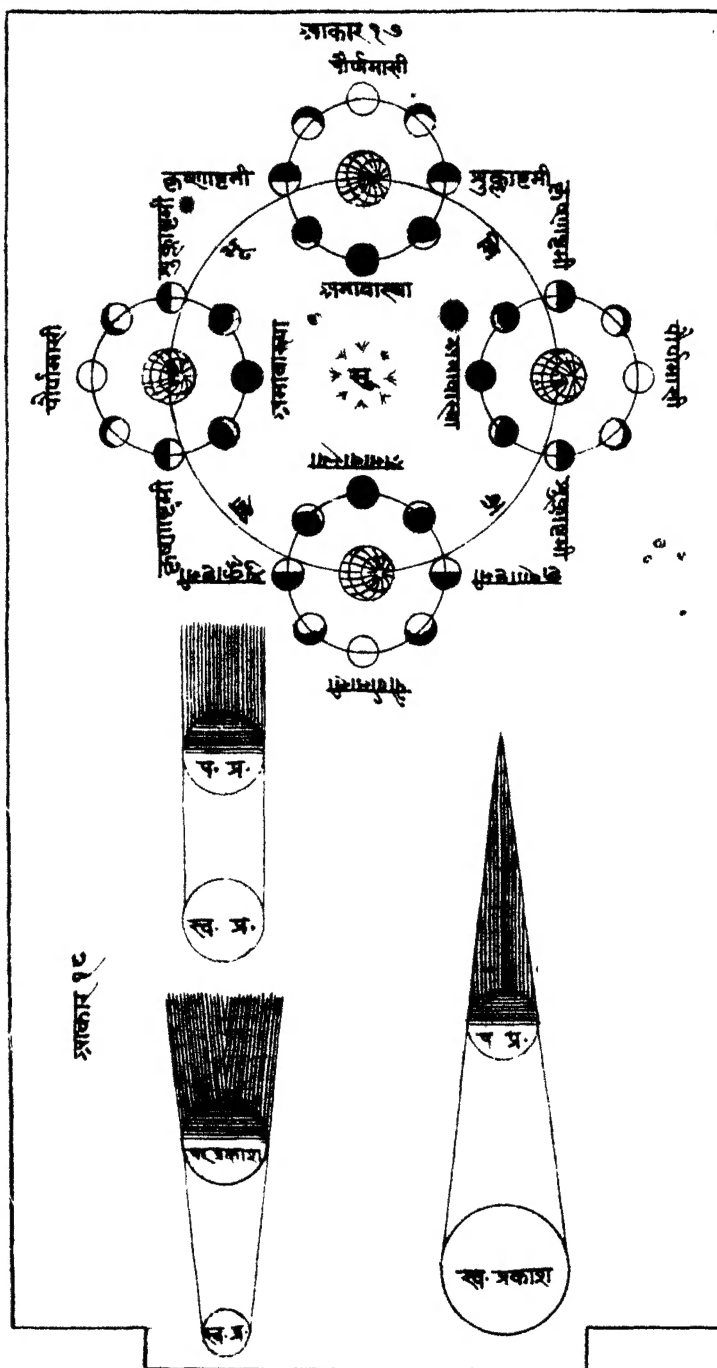 आकार १७
पौर्णमासी
कृष्णाष्टमी
शुक्लाष्टमी
शुक्लाष्टमी
कृष्णाष्टमी
अमावास्या
पौर्णमासी
अमावास्या
सू
अमावास्या
पौर्णमासी
अमावास्या
कृष्णाष्टमी
शुक्लाष्टमी
शुक्लाष्टमी
कृष्णाष्टमी
पौर्णमासी
प. प्र.
स्व. प्र.
आकार १८
प प्र.
पर प्रकाश
स्व. प्रकाश
स्व. प्र.